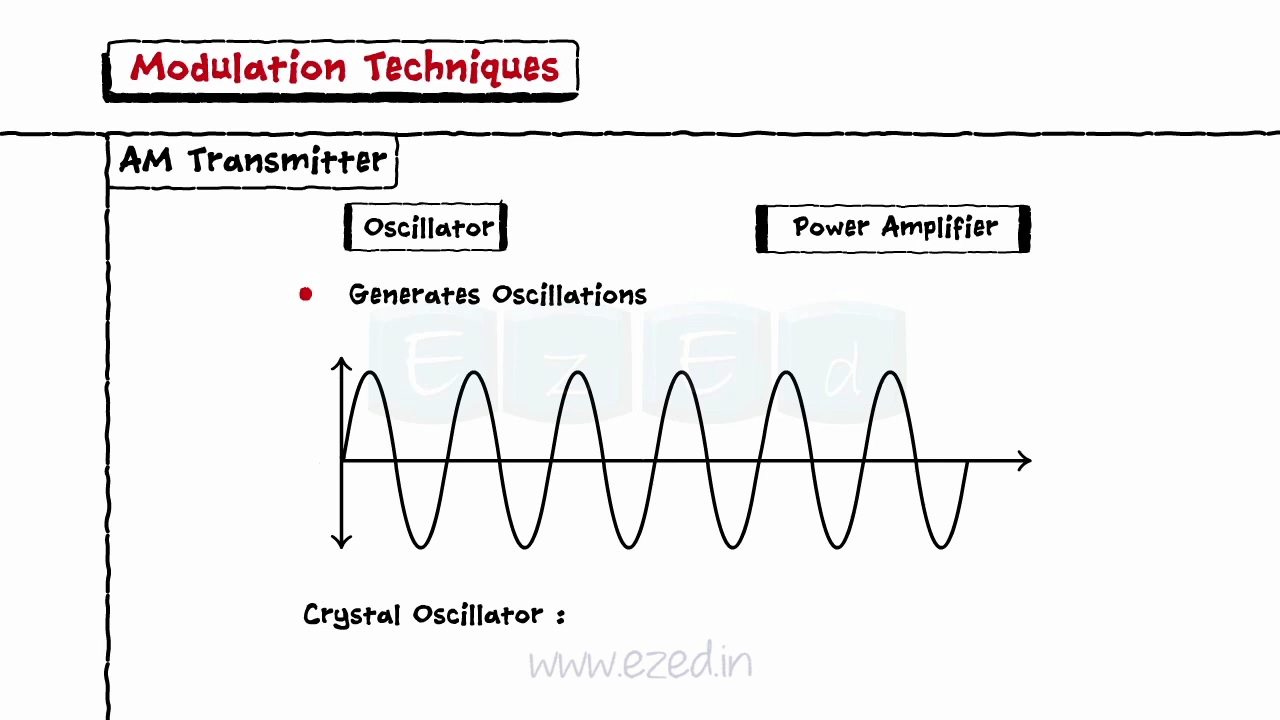 Modulation Techniques
AM Transmitter
Oscillator
Power Amplifier
Generates Oscillations
E z E d
Crystal Oscillator :
www.ezed.in